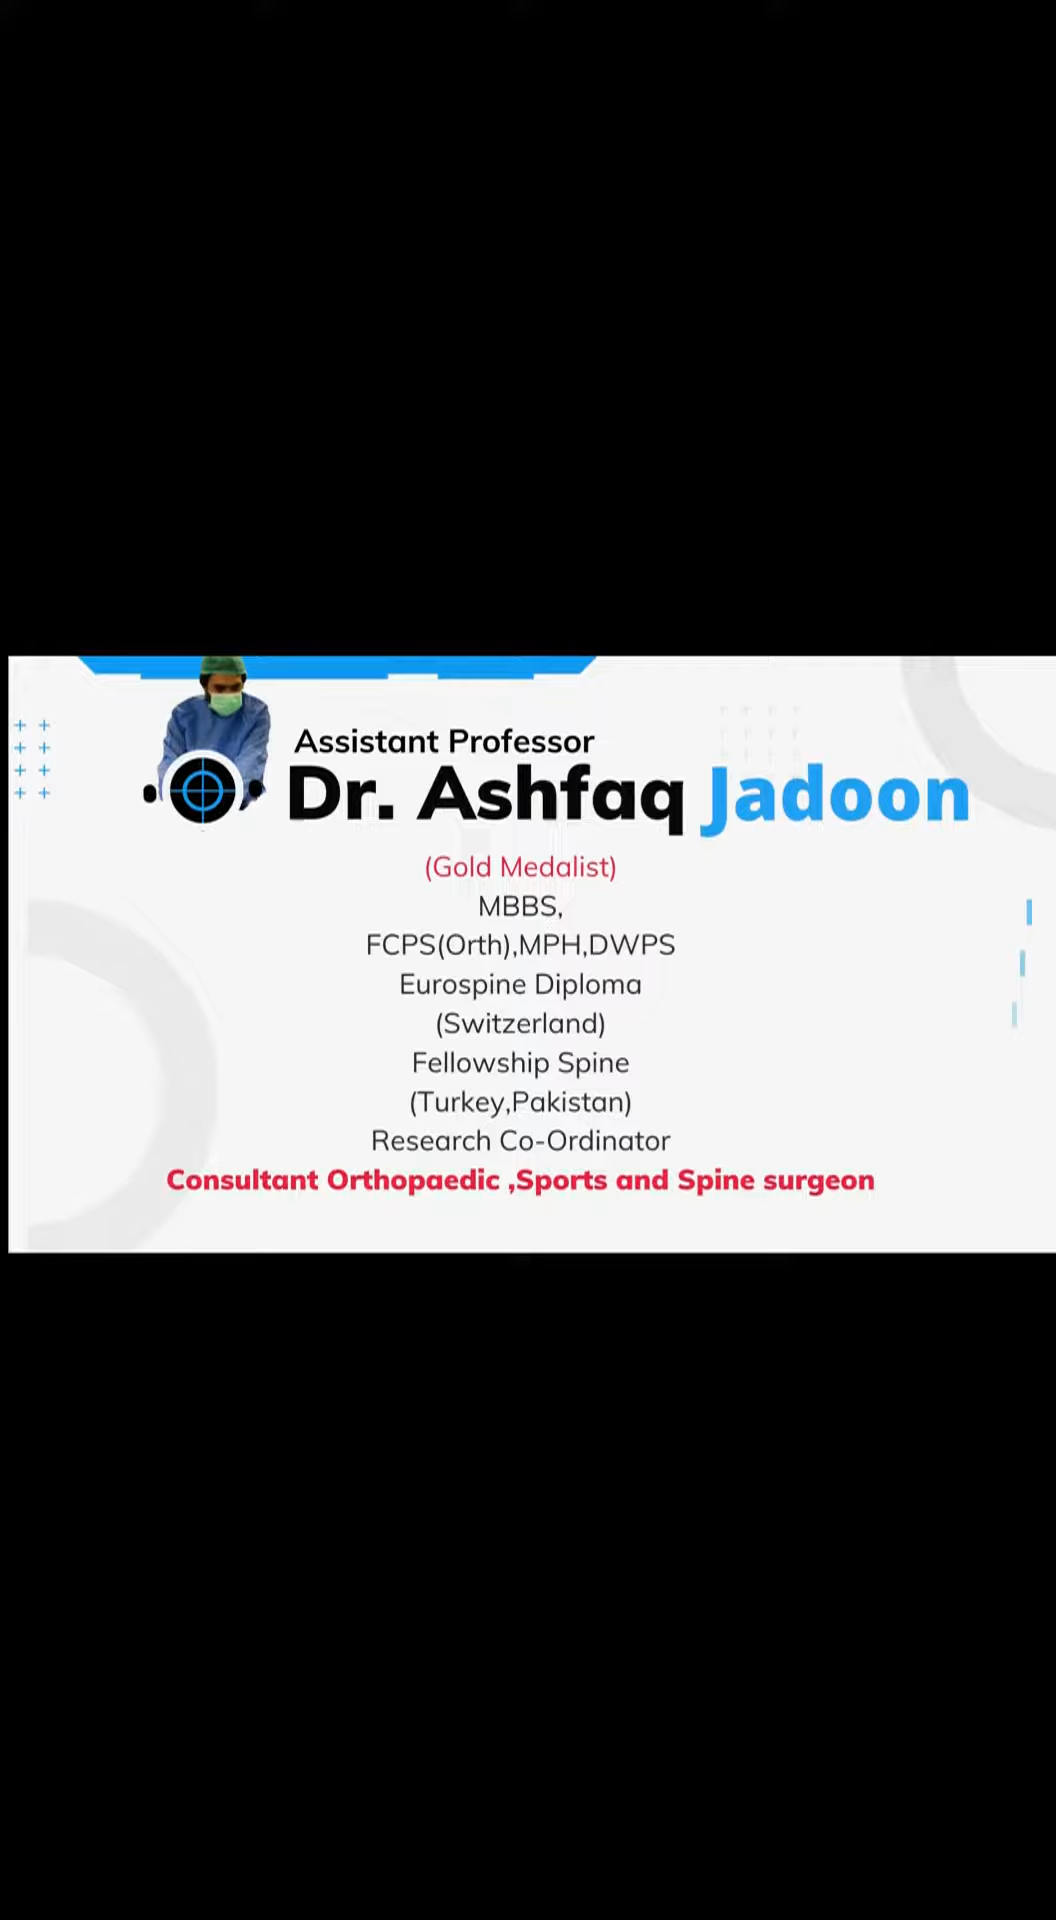 Assistant Professor
Dr. Ashfaq Jadoon
(Gold Medalist)
MBBS,
FCPS(Orth),MPH,DWPS
Eurospine Diploma
(Switzerland)
Fellowship Spine
(Turkey,Pakistan)
Research Co-Ordinator
Consultant Orthopaedic ,Sports and Spine surgeon